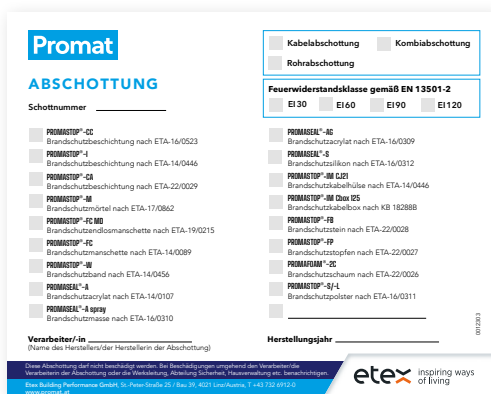 Promat
ABSCHOTTUNG
Schottnummer
Kabelabschottung
Kombiabschottung
Rohrabschottung
Feuerwiderstandsklasse gemäß EN 13501-2
EI 30
EI 60
EI 90
EI 120
PROMASTOP®-CC
Brandschutzbeschichtung nach ETA-16/0523
PROMASTOP®-I
Brandschutzbeschichtung nach ETA-14/0446
PROMASTOP®-CA
Brandschutzbeschichtung nach ETA-22/0029
PROMASTOP®-M
Brandschutzmörtel nach ETA-17/0862
PROMASTOP®-FC MD
Brandschutzendlosmanschette nach ETA-19/0215
PROMASTOP®-FC
Brandschutzmanschette nach ETA-14/0089
PROMASTOP®-W
Brandschutzband nach ETA-14/0456
PROMASEAL®-A
Brandschutzacrylat nach ETA-14/0107
PROMASEAL®-A spray
Brandschutzmasse nach ETA-16/0310
PROMASEAL®-AG
Brandschutzacrylat nach ETA-16/0309
PROMASEAL®-S
Brandschutzsilikon nach ETA-16/0312
PROMASTOP®-IM CJ21
Brandschutzkabelhülse nach ETA-14/0446
PROMASTOP®-IM Cbox 125
Brandschutzkabelbox nach KB 18288B
PROMASTOP®-FB
Brandschutzstein nach ETA-22/0028
PROMASTOP®-FP
Brandschutzstopfen nach ETA-22/0027
PROMAFOAM®-2C
Brandschutzschaum nach ETA-22/0026
PROMASTOP®-S/-L
Brandschutzpolster nach ETA-16/0311
Verarbeiter/-in
(Name des Herstellers/der Herstellerin der Abschottung)
Herstellungsjahr
Diese Abschottung darf nicht beschädigt werden. Bei Beschädigungen umgehend den Verarbeiter/die
Verarbeiterin der Abschottung oder die Werksleitung, Abteilung Sicherheit, Hausverwaltung etc. benachrichtigen.
Etex Building Performance GmbH, St.-Peter-Straße 25 / Bau 39, 4021 Linz/Austria, T +43 732 6912-0
www.promat.at
etex
inspiring ways
of living